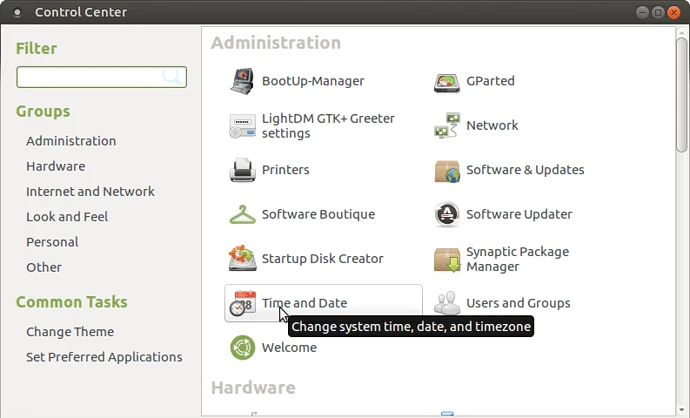 Control Center
Filter
Groups
Administration
Hardware
Internet and Network
Look and Feel
Personal
Other
Common Tasks
Change Theme
Set Preferred Applications
Administration
BootUp-Manager
GParted
LightDM GTK+ Greeter
settings
Network
Printers
Software & Updates
Software Boutique
Software Updater
Startup Disk Creator
Synaptic Package
Manager
Time and Date
Users and Groups
Change system time, date, and timezone
Welcome
Hardware